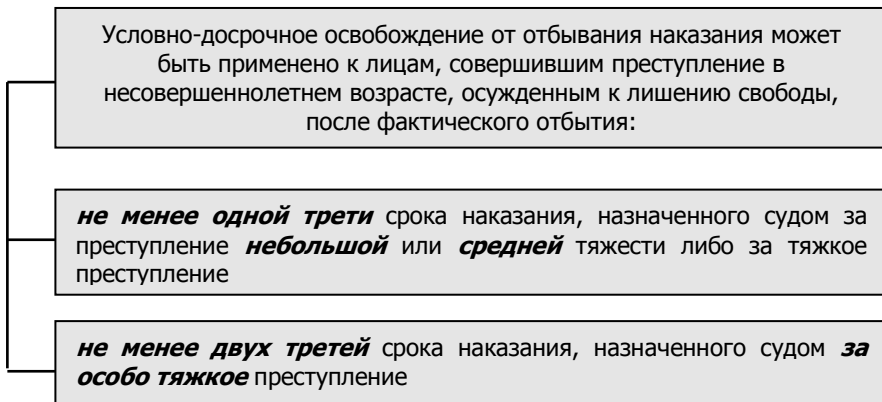 Условно-досрочное освобождение от отбывания наказания может
быть применено к лицам, совершившим преступление в
несовершеннолетнем возрасте, осужденным к лишению свободы,
после фактического отбытия:
не менее одной трети срока наказания, назначенного судом за
преступление небольшой или средней тяжести либо за тяжкое
преступление
не менее двух третей срока наказания, назначенного судом за
особо тяжкое преступление